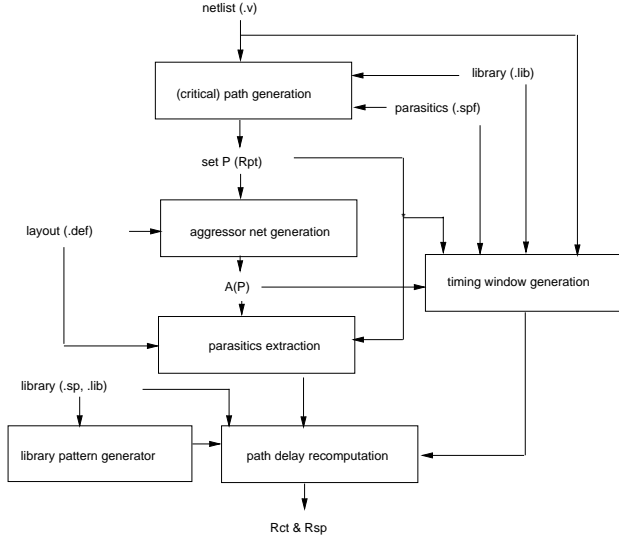 netlist (.v)
library (.lib)
(critical) path generation
parasitics (.spf)
set P (Rpt)
layout (.def)
aggressor net generation
timing window generation
A(P)
parasitics extraction
library (.sp, .lib)
library pattern generator
path delay recomputation
Rct & Rsp